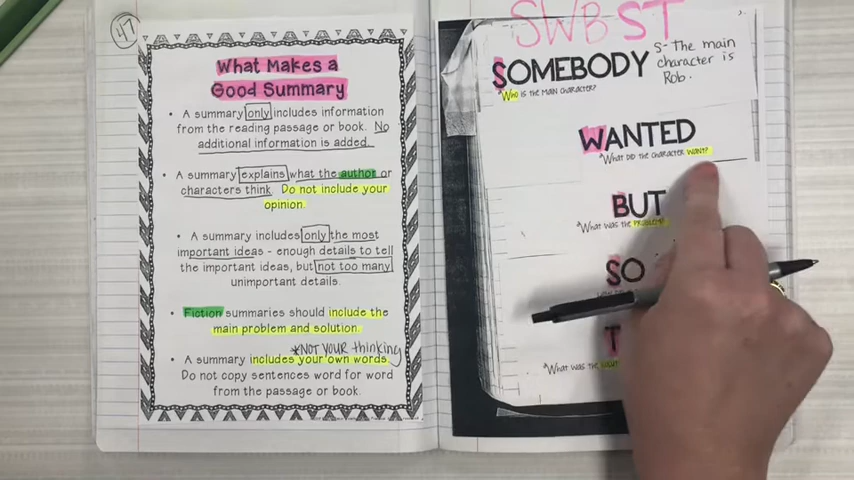 47
What Makes a
Good Summary
• A summary only includes information
from the reading passage or book. No
additional information is added.
• A summary explains what the author or
characters think. Do not include your
opinion.
• A summary includes only the most
important ideas - enough details to tell
the important ideas, but not too many
unimportant details.
• Fiction summaries should include the
main problem and solution.
*NOT YOUR thinking
• A summary includes your own words.
Do not copy sentences word for word
from the passage or book.
SWBST
SOMEBODY
*Who is the main character?
S- The main
character is
Rob.
WANTED
*What did the character want?
BUT
*What was the problem?
SO
T
*What was the